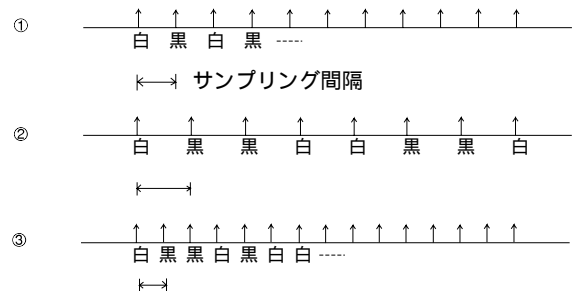 ①
白 黒 白 黒 -----
サンプリング間隔
②
白 黒 黒 白 白 黒 黒 白
③
白 黒 黒 白 黒 白 白 -----